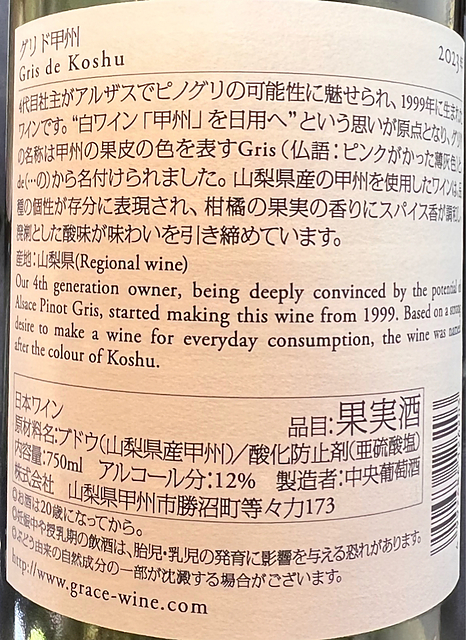 グリド甲州
Gris de Koshu
2023
4代目社主がアルザスでピノグリの可能性に魅せられ、1999年に生まれた
ワインです。“白ワイン「甲州」を日用へ”という思いが原点となり、グリ
の名称は甲州の果皮の色を表すGris（仏語：ピンクがかった薄灰色）と
de（…の）から名付けられました。山梨県産の甲州を使用したワインは、品
種の個性が存分に表現され、柑橘の果実の香りにスパイス香が調和し
溌剌とした酸味が味わいを引き締めています。
産地：山梨県(Regional wine)
Our 4th generation owner, being deeply convinced by the potential of
Alsace Pinot Gris, started making this wine from 1999. Based on a strong
desire to make a wine for everyday consumption, the wine was named
after the colour of Koshu.
日本ワイン
品目：果実酒
原材料名：ブドウ（山梨県産甲州）／酸化防止剤（亜硫酸塩）
内容量：750ml アルコール分：12% 製造者：中央葡萄酒
株式会社 山梨県甲州市勝沼町等々力173
お酒は20歳になってから。
妊娠中や授乳期の飲酒は、胎児・乳児の発育に影響を与える恐れがあります。
ぶどう由来の自然成分の一部が沈澱する場合がございます。
http://www.grace-wine.com